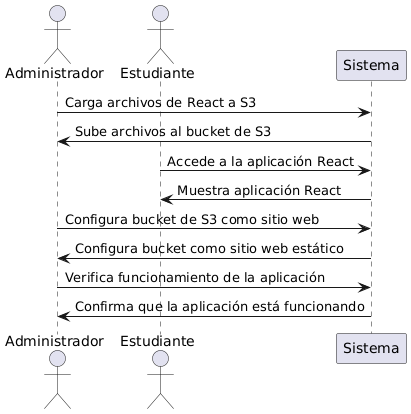 Administrador
Estudiante
Sistema
Carga archivos de React a S3
Sube archivos al bucket de S3
Accede a la aplicación React
Muestra aplicación React
Configura bucket de S3 como sitio web
Configura bucket como sitio web estático
Verifica funcionamiento de la aplicación
Confirma que la aplicación está funcionando
Administrador
Estudiante
Sistema